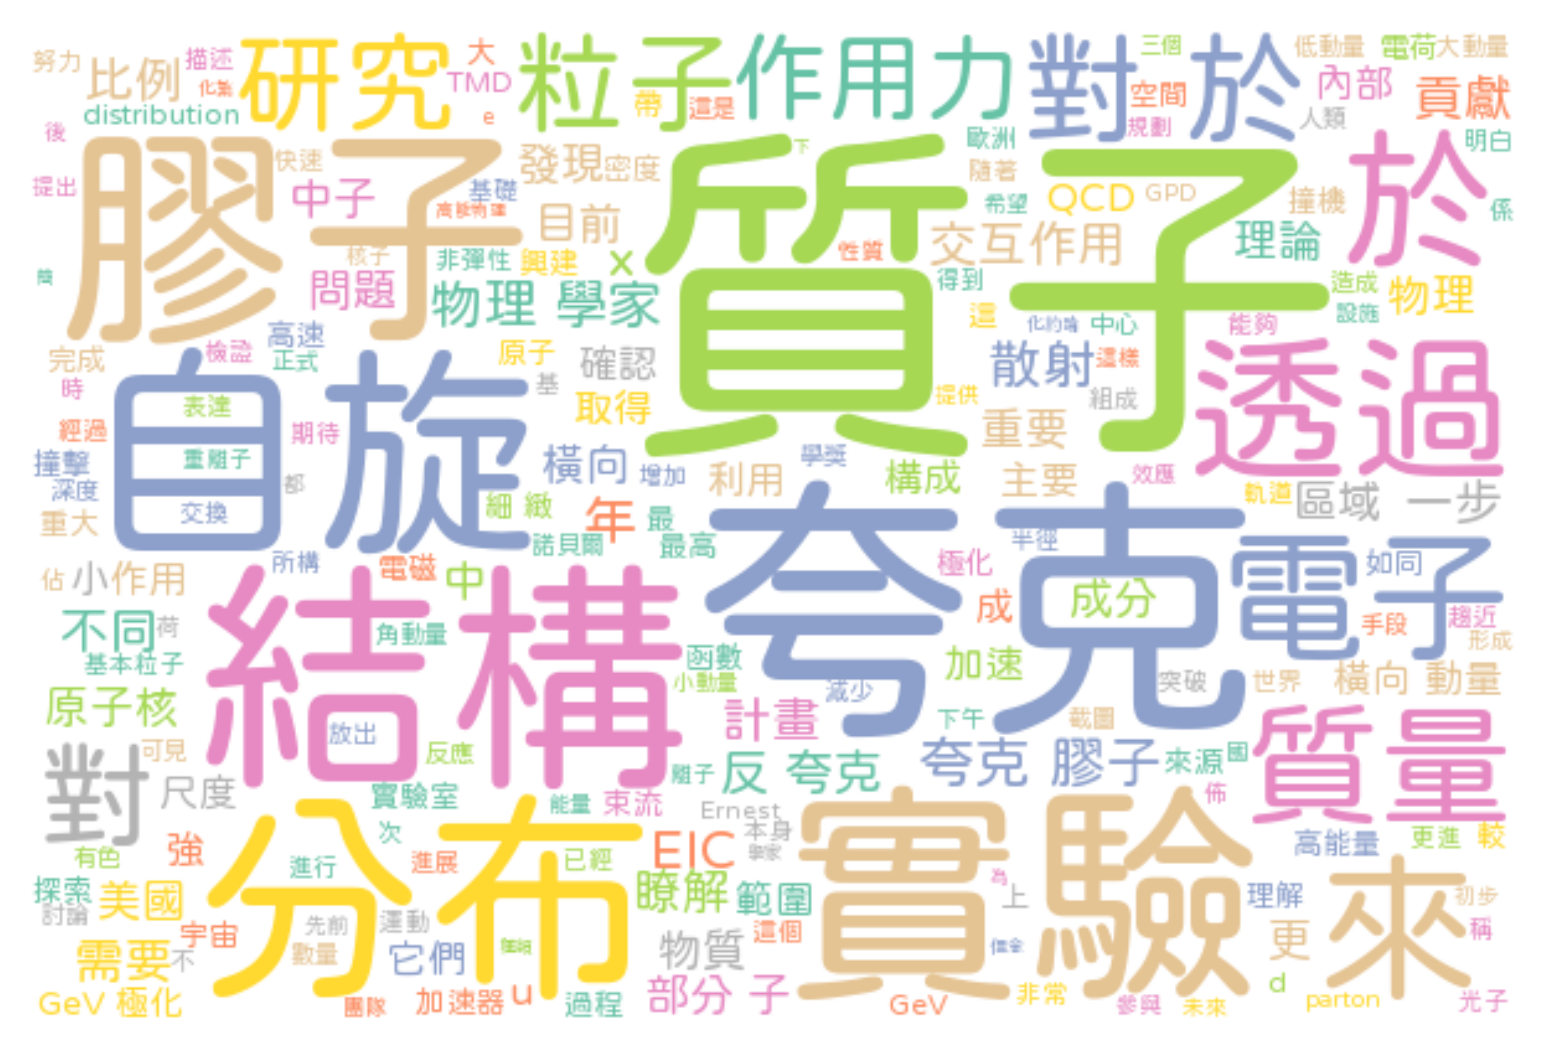 努力 比例 描述 化繁 研究 大 TMD e 粒子 作用力 對於 三個 低動量 電荷 大動量
distribution 帶 這是 空間 規劃 內部 貢獻 人類
後 膠子 快速 發現 密度 質子 下 歐洲 於 明白
提出 中子 基礎 高能物理 目前 隨著 希望 QCD GPD 撞機 係
核子 非彈性 興建 x 性質 交互作用 理論
問題 物理 學家 得到 這 造成 設施 物理
高速 化約論 中心 能夠
完成 檢證 正式 原子 確認 散射 這樣 透過
時 自旋 基 取得 提供 組成
表達 經過 期待 重要
撞擊 重離子 橫向 學獎 增加 利用 構成 主要 效應
深度 都 細 緻 年 最 夸克 軌道 區域 一步
重大 交換 諾貝爾 最高 半徑 電子
所構 電磁 中 極化 如同
佔 小 作用 結構 成 成分 手段 趨近
不同 荷 角動量 形成
基本粒子 函數 加速
原子核 小動量 減少 突破 世界 橫向 動量
放出 計畫 下午 截圖 質量
對 可見 反應 離子 反 夸克 夸克 膠子 來源 國
尺度 實驗室 能量 束流 Ernest 佈
強 次 分布 本身 實驗 高能量 更進 較
有色 進行 進展 已經 EIC 學家 來
探索 美國 瞭解 範圍 為 上 理解 初步
討論 宇宙 先前 運動 這個 稱
需要 不 數量 它們 物質 更
GeV 極化 團隊 加速器 u 過程 部分 子 GeV 非常 參與 未來 d parton 光子